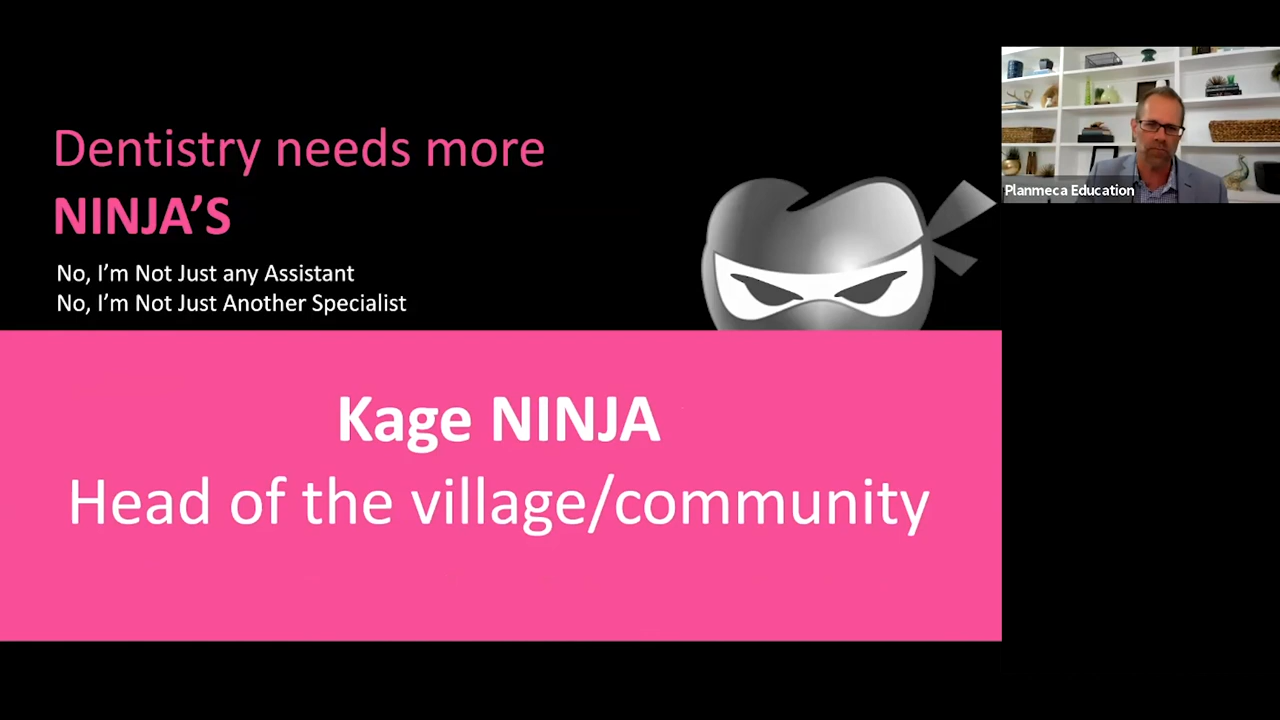 Dentistry needs more
NINJA’S
No, I’m Not Just any Assistant
No, I’m Not Just Another Specialist
Kage NINJA
Head of the village/community
Planmeca Education